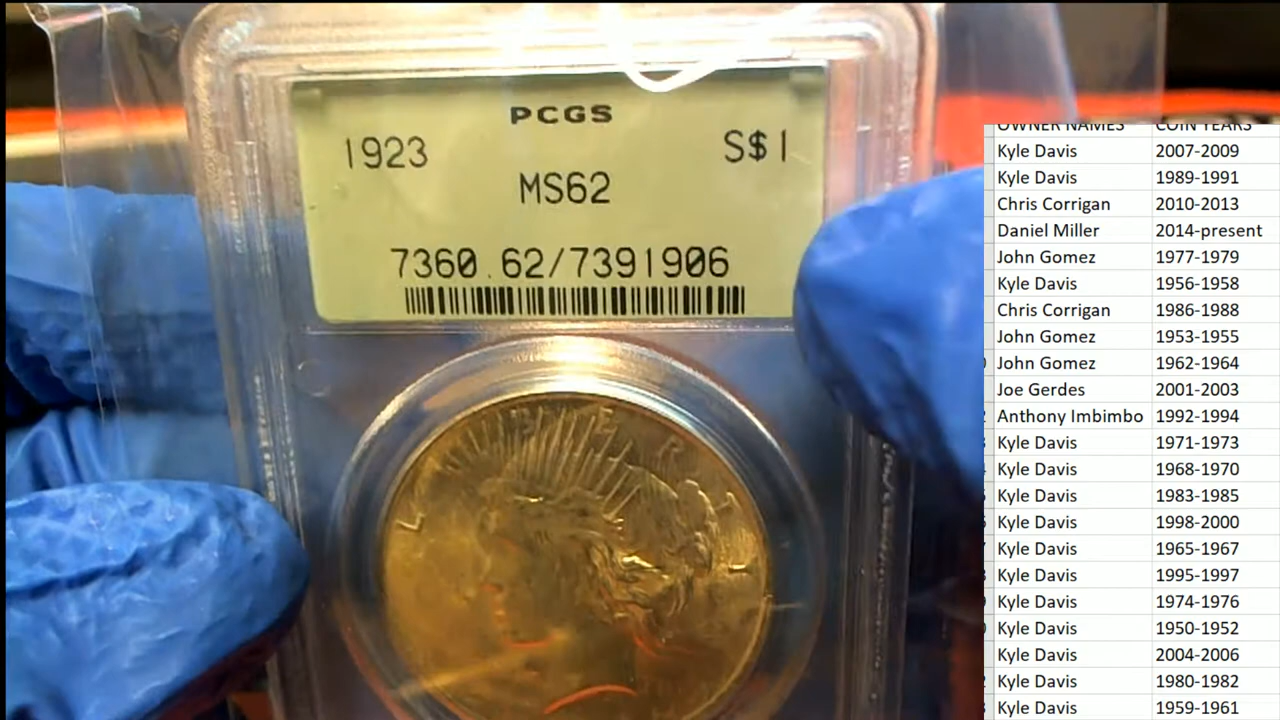 PCGS
1923 S$1
MS62
7360.62/7391906
L I B E R T Y
OWNER NAMES COIN YEARS
Kyle Davis 2007-2009
Kyle Davis 1989-1991
Chris Corrigan 2010-2013
Daniel Miller 2014-present
John Gomez 1977-1979
Kyle Davis 1956-1958
Chris Corrigan 1986-1988
John Gomez 1953-1955
John Gomez 1962-1964
Joe Gerdes 2001-2003
Anthony Imbimbo 1992-1994
Kyle Davis 1971-1973
Kyle Davis 1968-1970
Kyle Davis 1983-1985
Kyle Davis 1998-2000
Kyle Davis 1965-1967
Kyle Davis 1995-1997
Kyle Davis 1974-1976
Kyle Davis 1950-1952
Kyle Davis 2004-2006
Kyle Davis 1980-1982
Kyle Davis 1959-1961